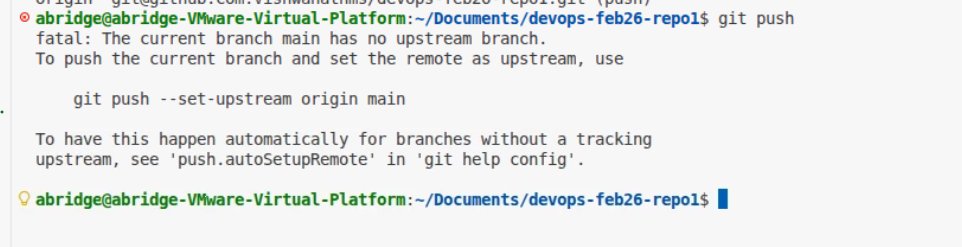 abridge@abridge-VMware-Virtual-Platform:~/Documents/devops-feb26-repo1$ git push
fatal: The current branch main has no upstream branch.
To push the current branch and set the remote as upstream, use
git push --set-upstream origin main
To have this happen automatically for branches without a tracking
upstream, see 'push.autoSetupRemote' in 'git help config'.
abridge@abridge-VMware-Virtual-Platform:~/Documents/devops-feb26-repo1$